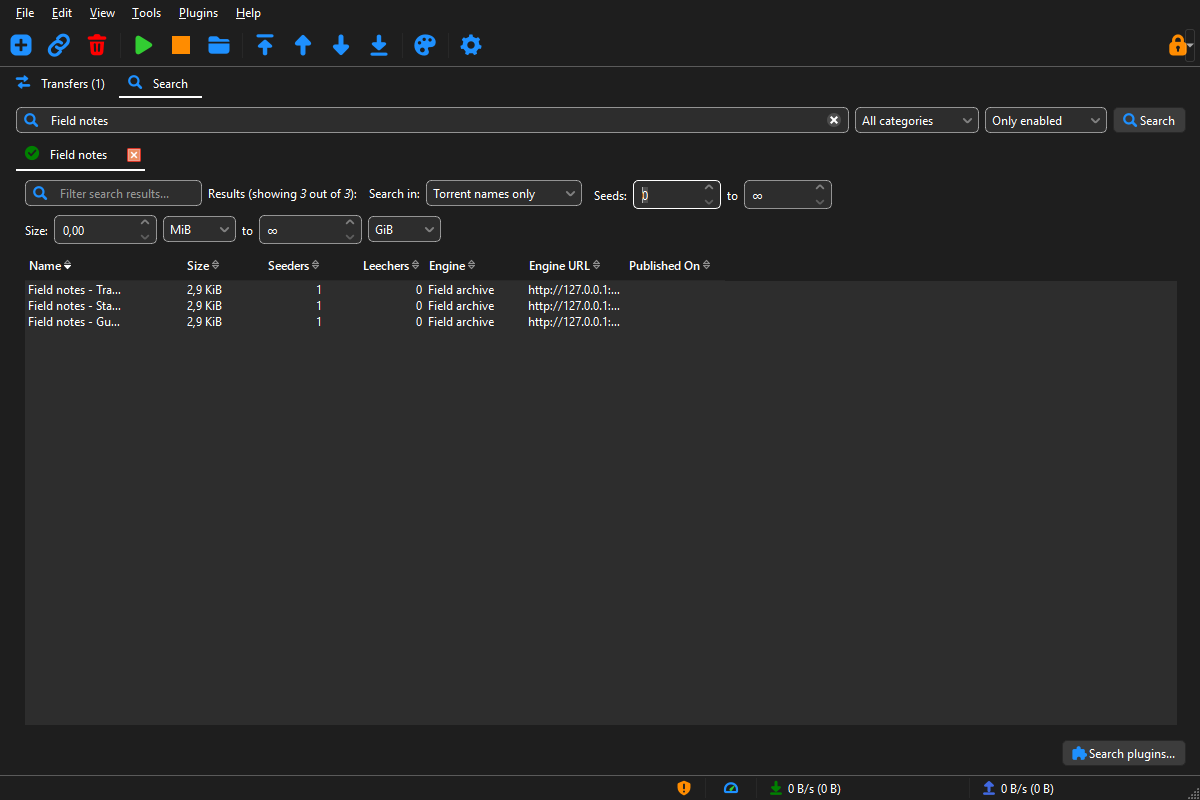 File Edit View Tools Plugins Help
Transfers (1) Search
Field notes All categories Only enabled Search
Field notes
Filter search results... Results (showing 3 out of 3): Search in: Torrent names only Seeds: 0 to ∞
Size: 0,00 MiB to ∞ GiB
Name Size Seeders Leechers Engine Engine URL Published On
Field notes - Tra... 2,9 KiB 1 0 Field archive http://127.0.0.1:...
Field notes - Sta... 2,9 KiB 1 0 Field archive http://127.0.0.1:...
Field notes - Gu... 2,9 KiB 1 0 Field archive http://127.0.0.1:...
Search plugins...
0 B/s (0 B) 0 B/s (0 B)